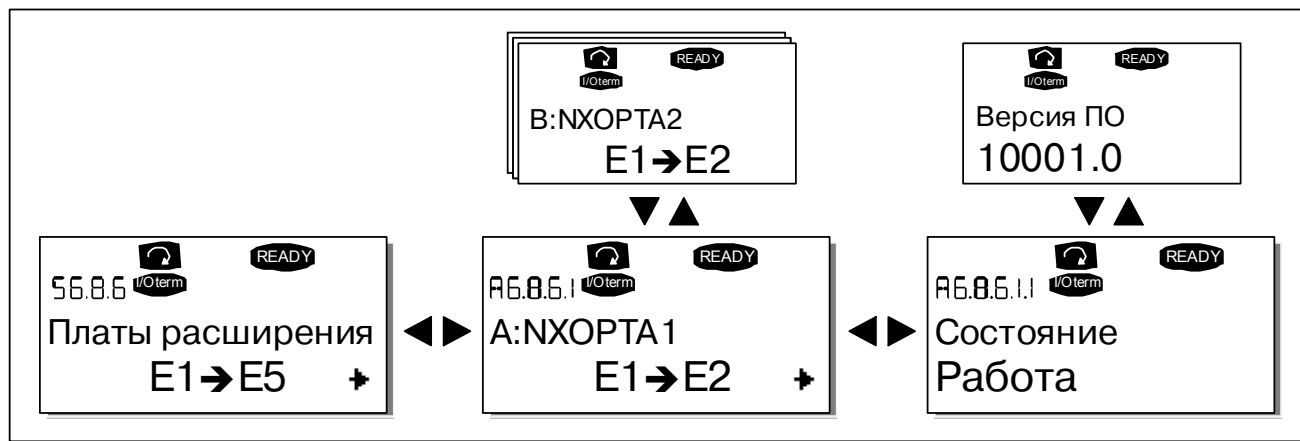 READY
I/Oterm
B:NXOPTA2
E1➔E2
READY
I/Oterm
Версия ПО
10001.0
READY
S6.8.6 I/Oterm
Платы расширения
E1➔E5
READY
A6.8.6.1 I/Oterm
A:NXOPTA1
E1➔E2
READY
A6.8.6.1.1 I/Oterm
Состояние
Работа